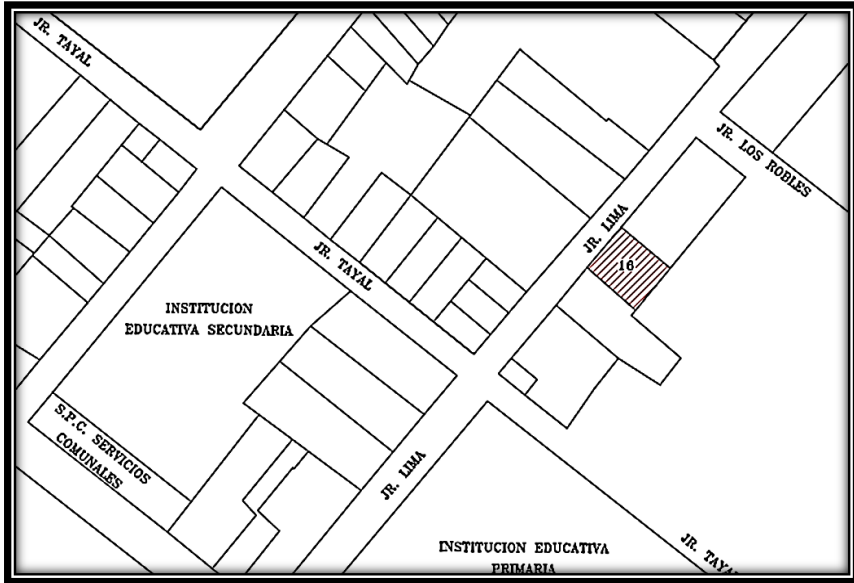 JR. TAYAL
JR. LOS ROBLES
JR. LIMA
16
JR. TAYAL
INSTITUCION
EDUCATIVA SECUNDARIA
S.P.C. SERVICIOS
COMUNALES
JR. LIMA
INSTITUCION EDUCATIVA
PRIMARIA
JR. TAYAL